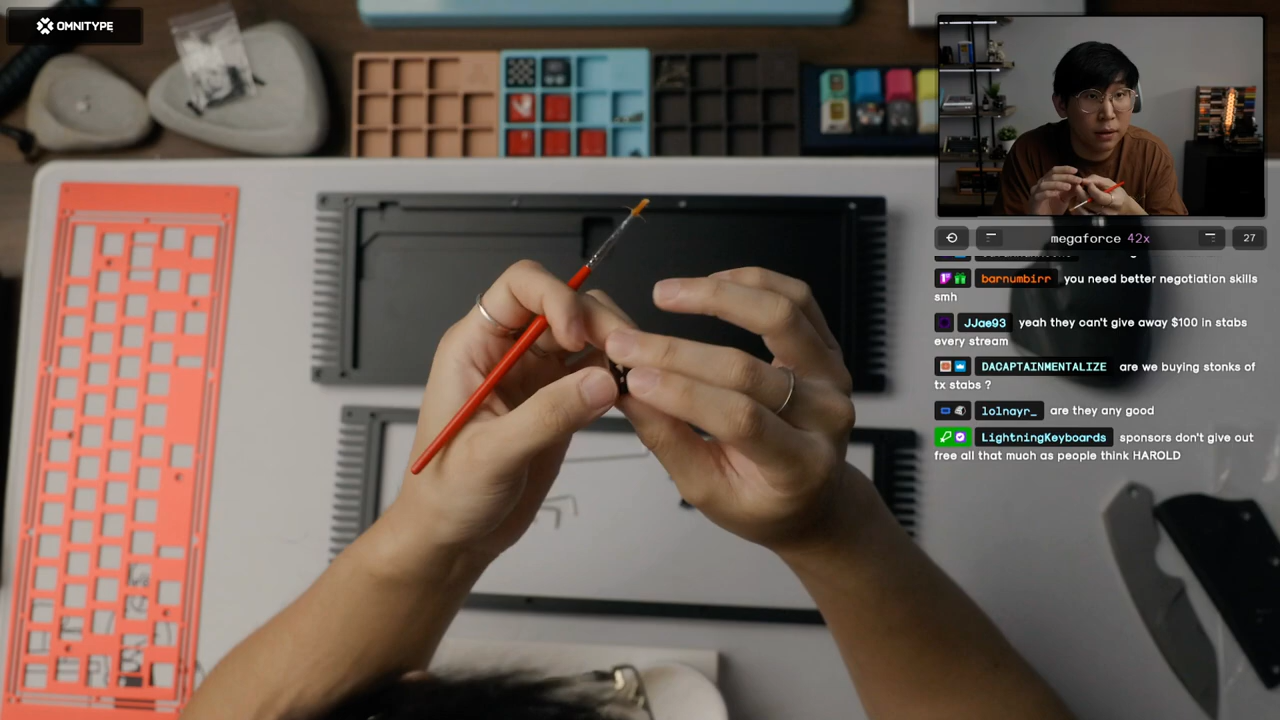 OMNITYPE
megaforce 42x
27
barnumbirr you need better negotiation skills
smh
JJae93 yeah they can't give away $100 in stabs
every stream
DACAPTAINMENTALIZE are we buying stonks of
tx stabs ?
lolnayr_ are they any good
LightningKeyboards sponsors don't give out
free all that much as people think HAROLD